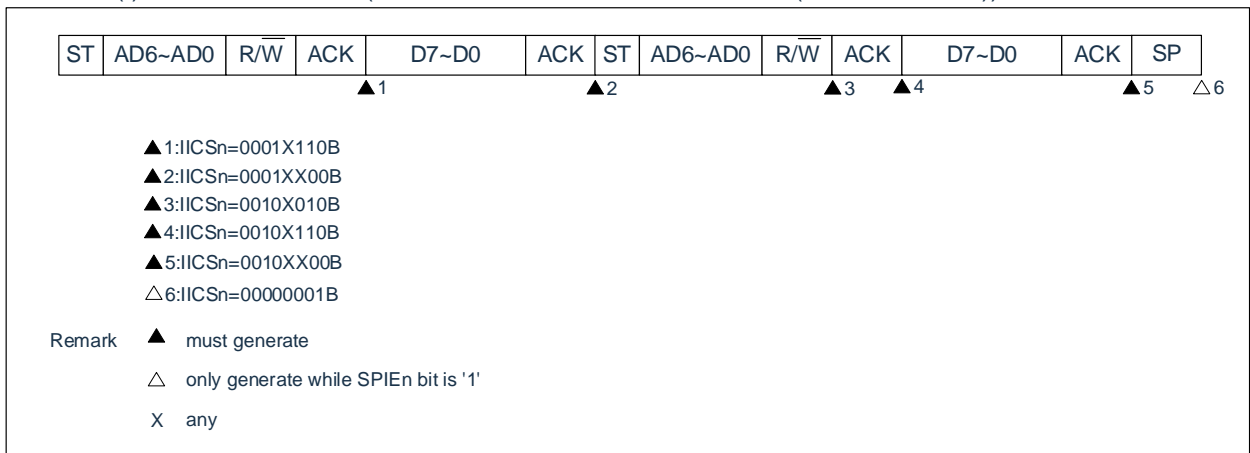 ST AD6~AD0 R/W ACK D7~D0 ACK ST AD6~AD0 R/W ACK D7~D0 ACK SP
▲1 ▲2 ▲3 ▲4 ▲5 △6
▲1:IICSn=0001X110B
▲2:IICSn=0001XX00B
▲3:IICSn=0010X010B
▲4:IICSn=0010X110B
▲5:IICSn=0010XX00B
△6:IICSn=00000001B
Remark ▲ must generate
△ only generate while SPIEn bit is '1'
X any